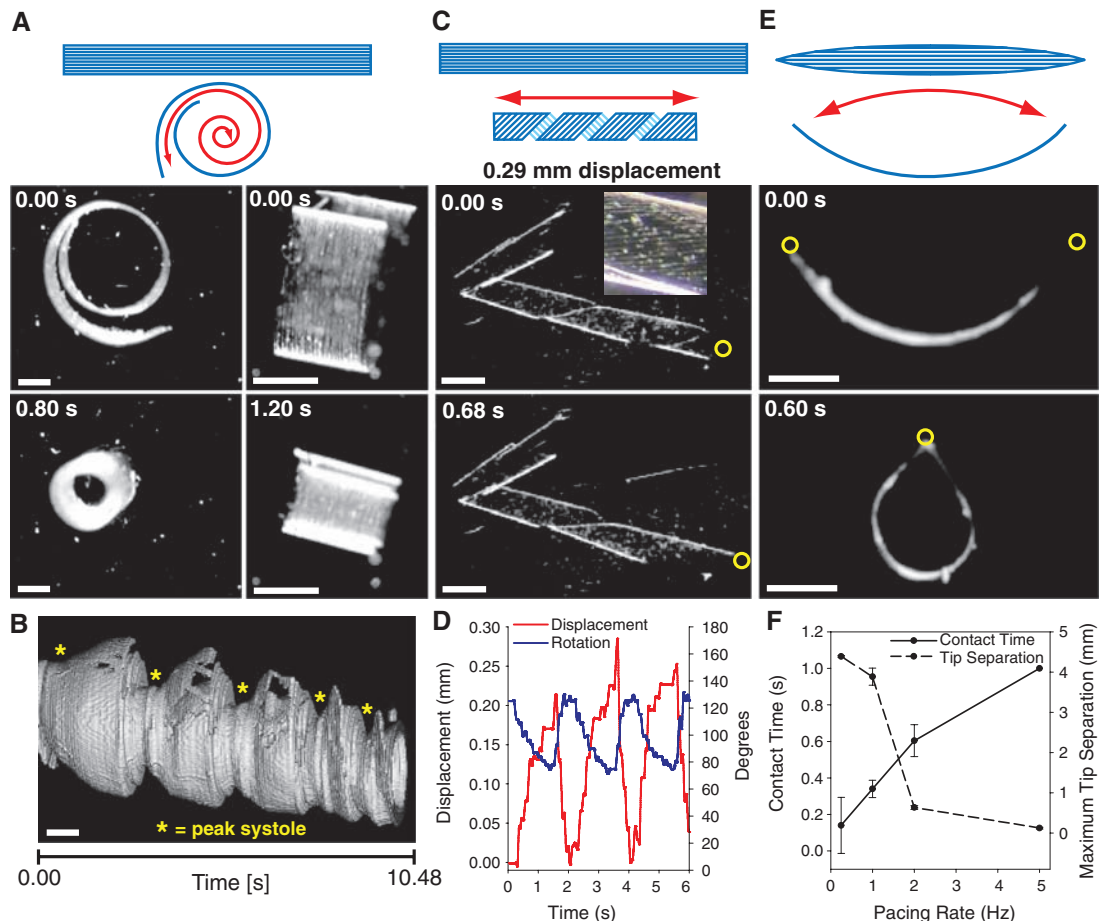 A
C
E
0.29 mm displacement
0.00 s
0.00 s
0.00 s
0.00 s
0.80 s
1.20 s
0.68 s
0.60 s
B
* = peak systole
0.00
10.48
Time [s]
D
Displacement
Rotation
0.30
0.25
0.20
0.15
0.10
0.05
0.00
Displacement (mm)
180
160
140
120
100
80
60
40
20
0
Degrees
0 1 2 3 4 5 6
Time (s)
F
Contact Time
Tip Separation
1.2
1.0
0.8
0.6
0.4
0.2
0.0
Contact Time (s)
5
4
3
2
1
0
Maximum Tip Separation (mm)
0 1 2 3 4 5
Pacing Rate (Hz)